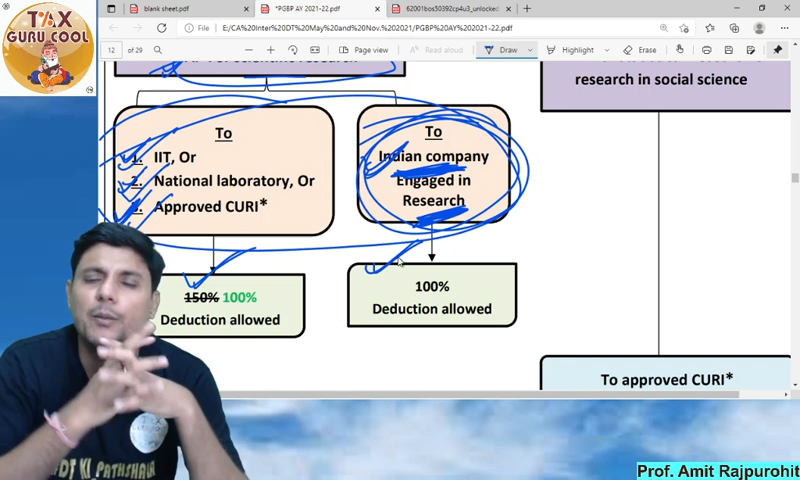 TAX
GURU COOL
blank sheet.pdf
*PGBP AY 2021-22.pdf
62001bos50392cp4u3_unlocked
E:/CA%20Inter%20DT%20May%20and%20Nov.%202021/PGBP%20AY%202021-22.pdf
12 of 29
Page view
Read aloud
Draw
Highlight
Erase
research in social science
To
1. IIT, Or
2. National laboratory, Or
3. Approved CURI*
To
Indian company
Engaged in
Research
150% 100%
Deduction allowed
100%
Deduction allowed
To approved CURI*
DT KI PATHSHALA
Prof. Amit Rajpurohit